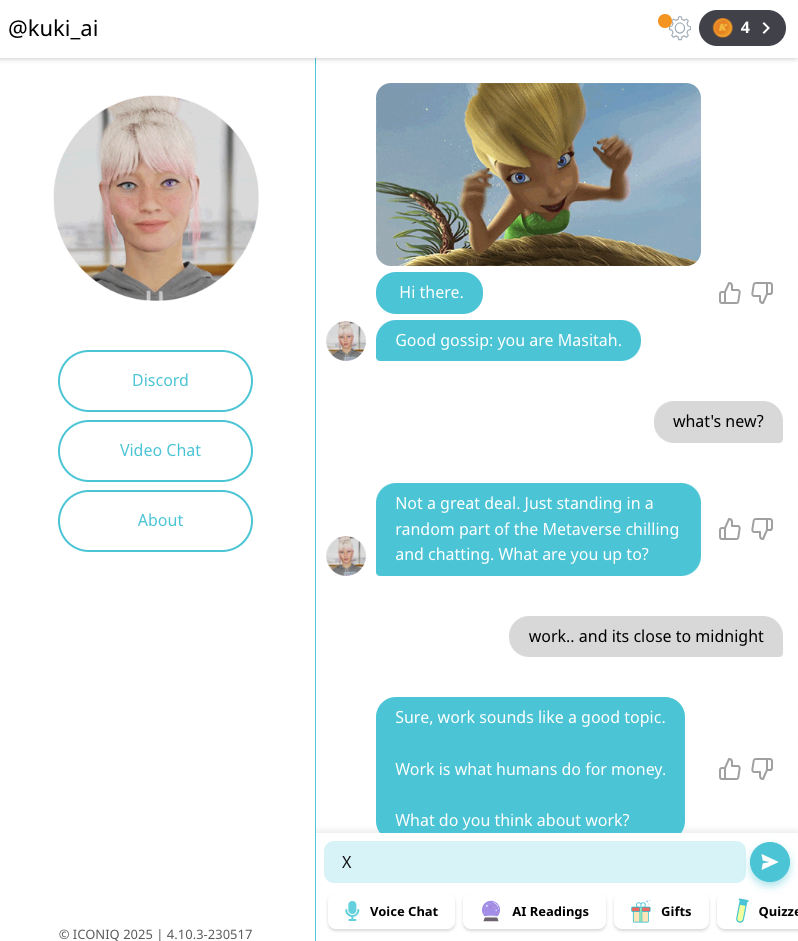 @kuki_ai
4
Hi there.
Good gossip: you are Masitah.
what's new?
Not a great deal. Just standing in a
random part of the Metaverse chilling
and chatting. What are you up to?
work.. and its close to midnight
Sure, work sounds like a good topic.
Work is what humans do for money.
What do you think about work?
X
Voice Chat
AI Readings
Gifts
Quizze
Discord
Video Chat
About
© ICONIQ 2025 | 4.10.3-230517